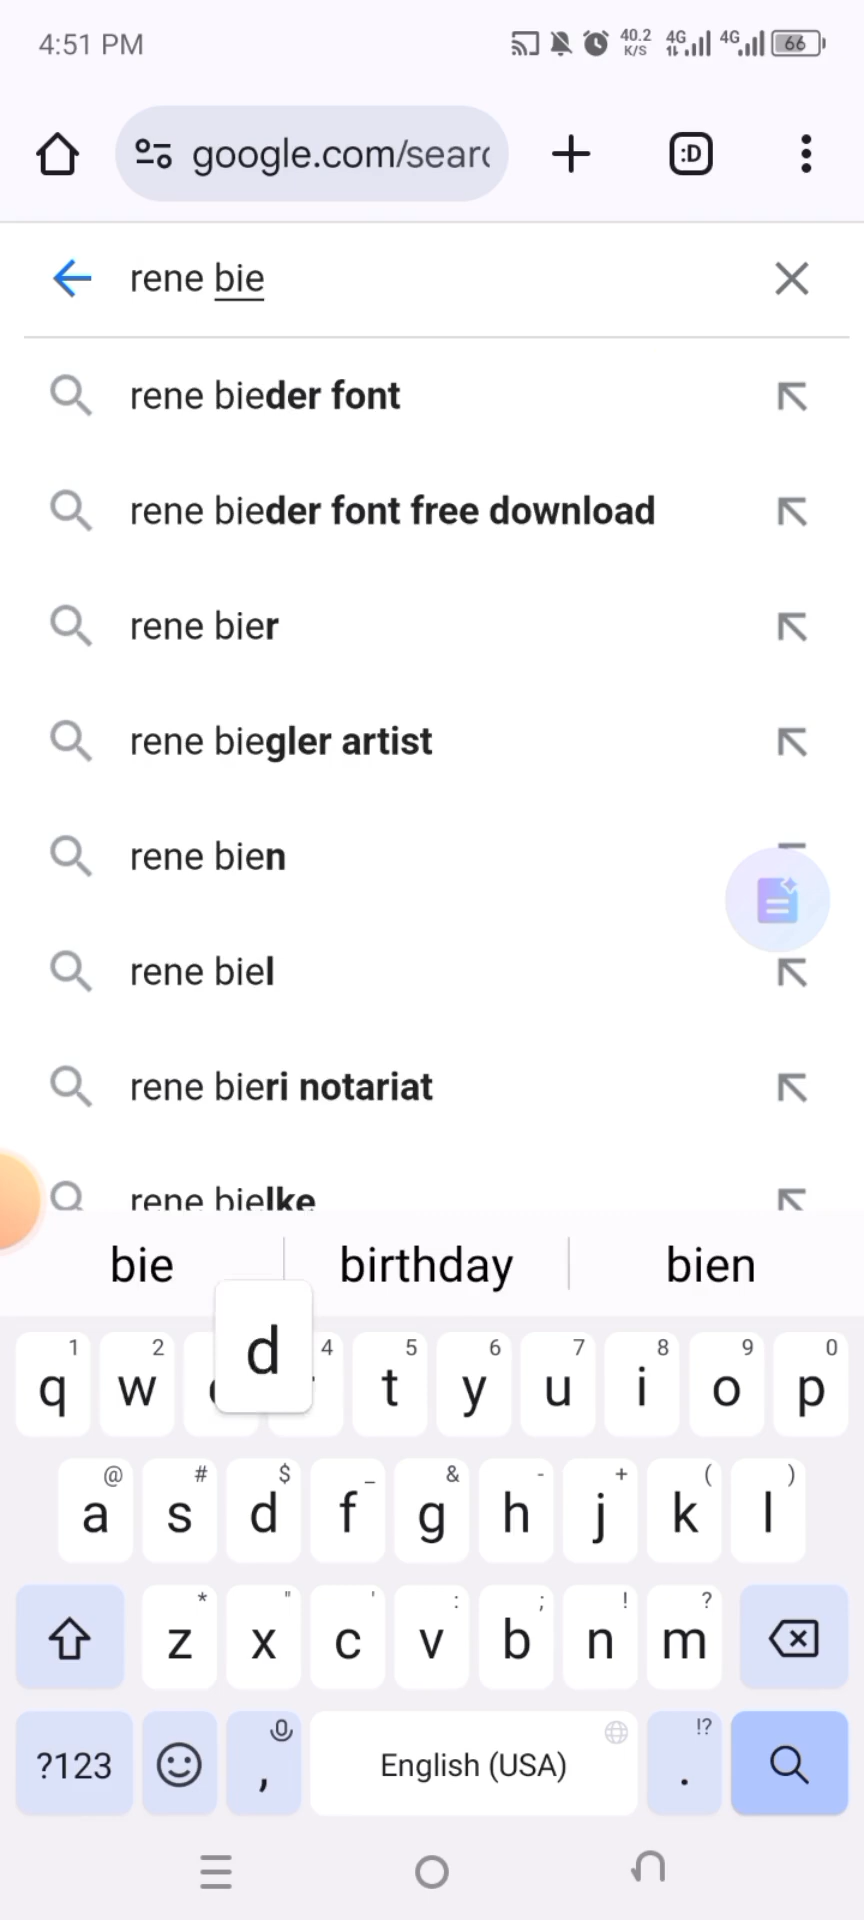 4:51 PM
40.2 K/S 4G 4G 66
google.com/searc
:D
rene bie
rene bieder font
rene bieder font free download
rene bier
rene biegler artist
rene bien
rene biel
rene bieri notariat
rene bielke
bie birthday bien
d
1 2 4 5 6 7 8 9 0
q w t y u i o p
@ # $ _ & - + ( )
a s d f g h j k l
* " ' : ; ! ?
z x c v b n m
!?
?123 , English (USA) .